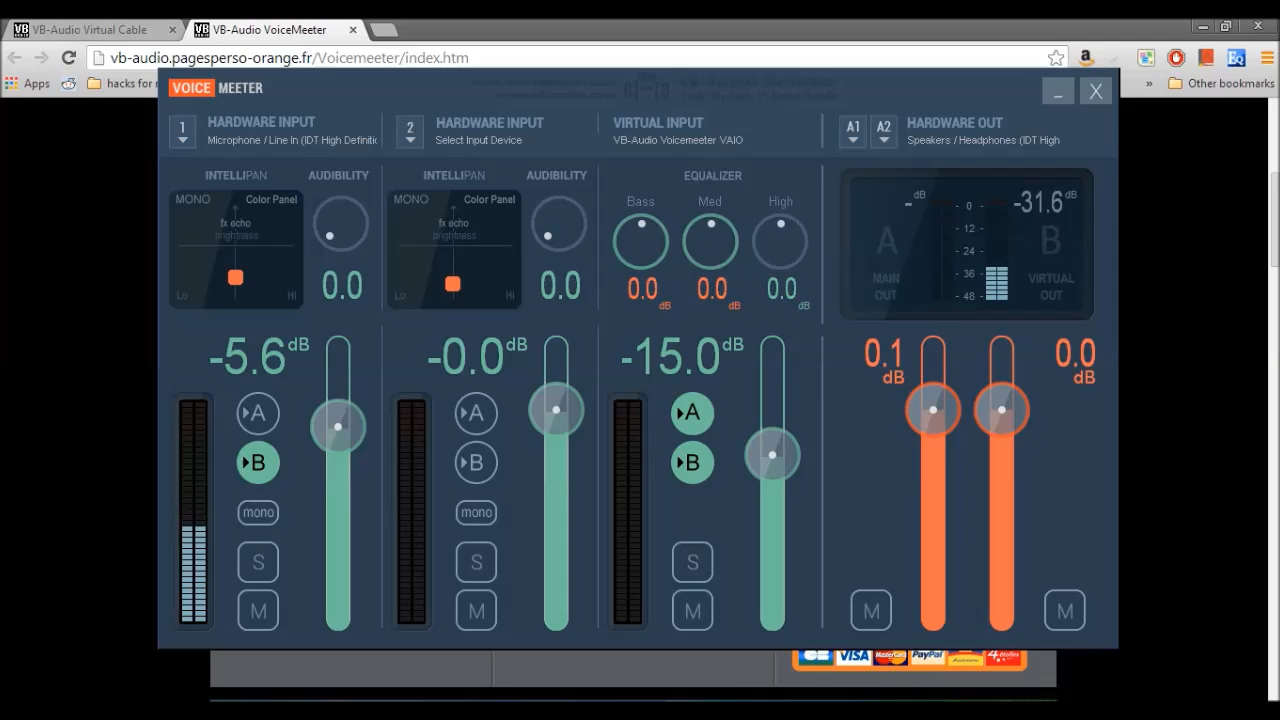 VB-Audio Virtual Cable
VB-Audio VoiceMeeter
vb-audio.pagesperso-orange.fr/Voicemeeter/index.htm
Apps
hacks for
»
Other bookmarks
VOICE MEETER
_ X
1 HARDWARE INPUT
Microphone / Line In (IDT High Definitic
2 HARDWARE INPUT
Select Input Device
VIRTUAL INPUT
VB-Audio Voicemeeter VAIO
A1 A2 HARDWARE OUT
Speakers / Headphones (IDT High
INTELLIPAN AUDIBILITY
MONO Color Panel
fx echo
brightness
Lo Hi
0.0
INTELLIPAN AUDIBILITY
MONO Color Panel
fx echo
brightness
Lo Hi
0.0
EQUALIZER
Bass Med High
0.0 dB 0.0 dB 0.0 dB
- dB -31.6 dB
- 0 -
- 12 -
- 24 -
- 36 -
- 48 -
A B
MAIN OUT
VIRTUAL OUT
-5.6 dB
A
B
mono
S
M
-0.0 dB
A
B
mono
S
M
-15.0 dB
A
B
S
M
0.1 dB
0.0 dB
M M
CB VISA MasterCard PayPal 4étoiles